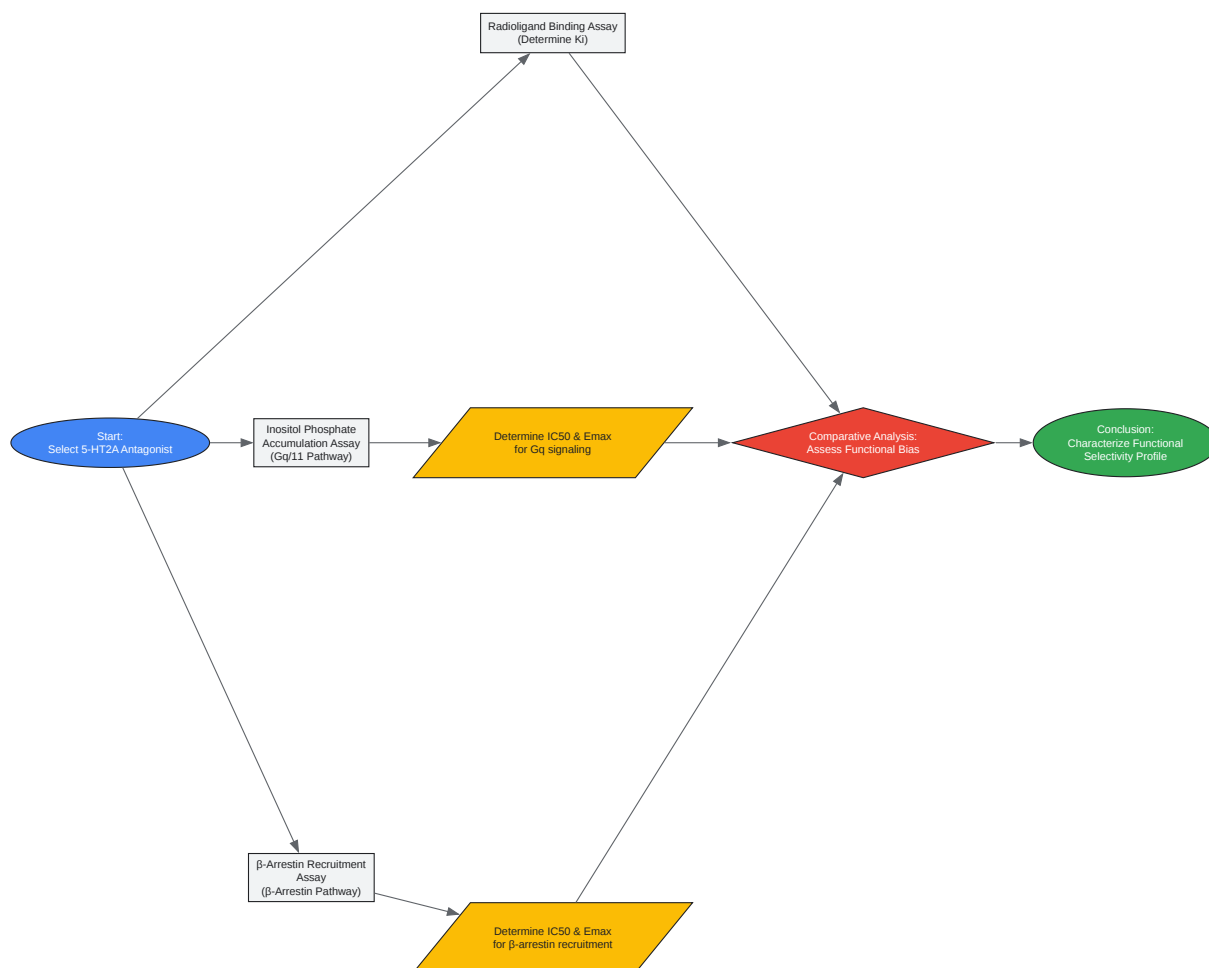 Radioligand Binding Assay
(Determine Ki)
Start:
Select 5-HT2A Antagonist
Inositol Phosphate
Accumulation Assay
(Gq/11 Pathway)
Determine IC50 & Emax
for Gq signaling
Comparative Analysis:
Assess Functional Bias
Conclusion:
Characterize Functional
Selectivity Profile
β-Arrestin Recruitment
Assay
(β-Arrestin Pathway)
Determine IC50 & Emax
for β-arrestin recruitment